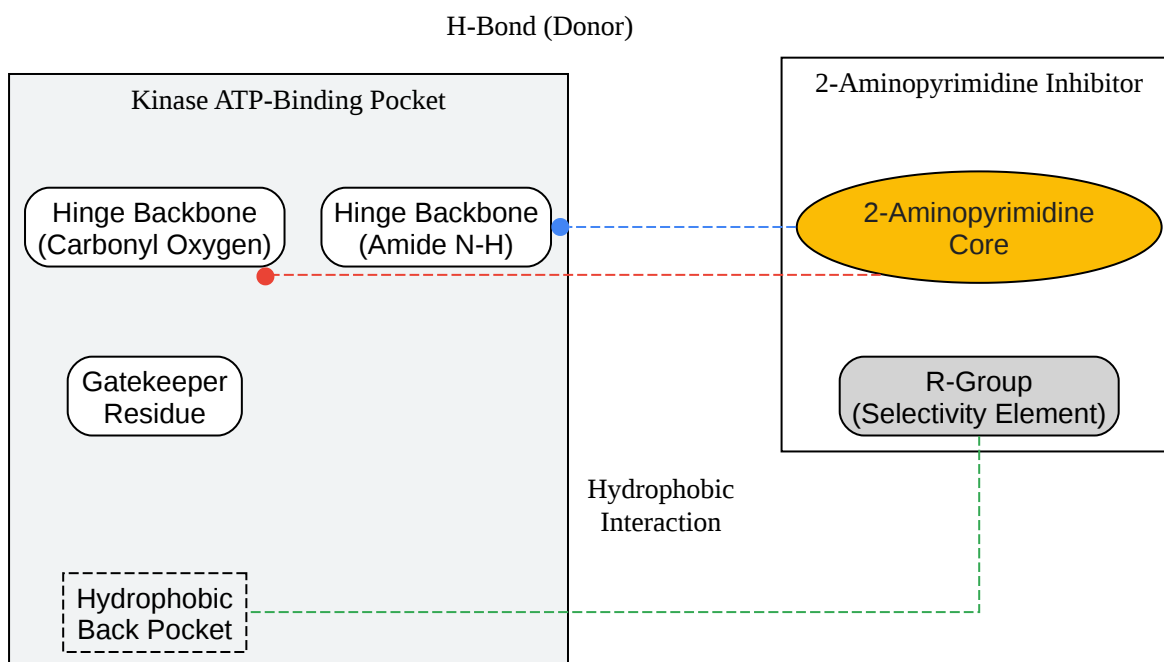 H-Bond (Donor)
Kinase ATP-Binding Pocket
Hinge Backbone
(Carbonyl Oxygen)
Hinge Backbone
(Amide N-H)
Gatekeeper
Residue
Hydrophobic
Back Pocket
Hydrophobic
Interaction
2-Aminopyrimidine Inhibitor
2-Aminopyrimidine
Core
R-Group
(Selectivity Element)